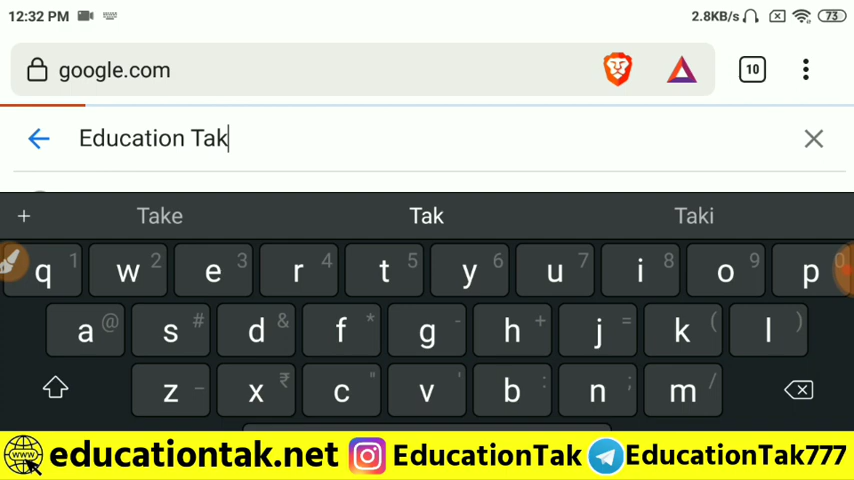 12:32 PM 2.8KB/s 73
google.com 10
Education Tak
+ Take Tak Taki
q 1 w 2 e 3 r 4 t 5 y 6 u 7 i 8 o 9 p 0
a @ s # d & f * g - h + j = k ( l )
z _ x ₹ c " v ' b : n ; m /
www educationtak.net EducationTak EducationTak777